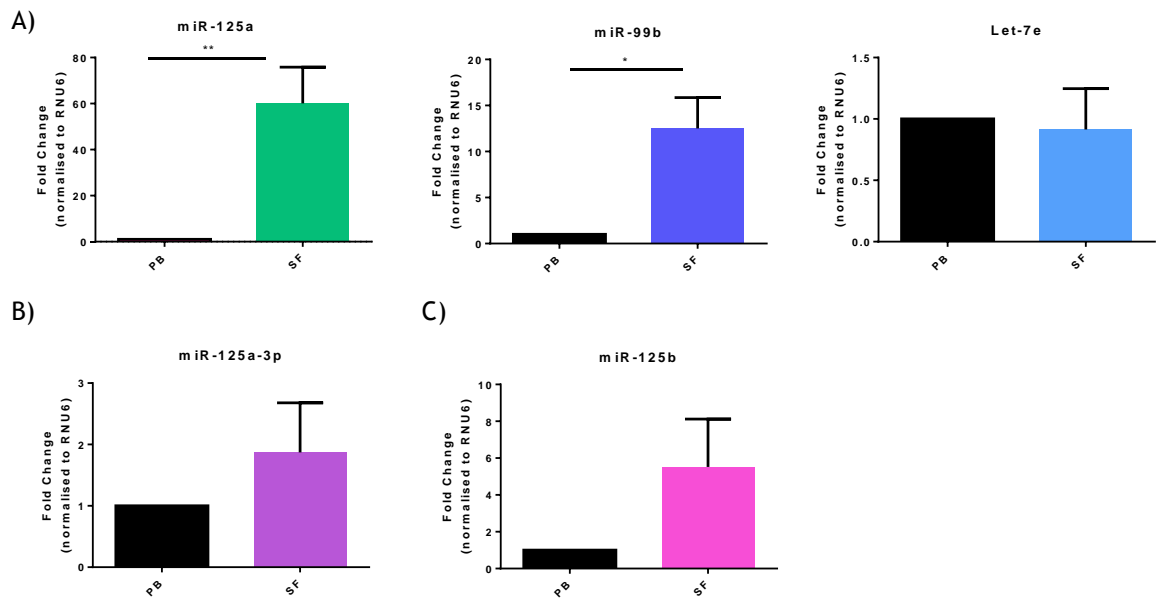 A)
miR-125a
**
Fold Change
(normalised to RNU6)
80
60
40
20
0
PB
SF
miR-99b
*
Fold Change
(normalised to RNU6)
20
15
10
5
0
PB
SF
Let-7e
Fold Change
(normalised to RNU6)
1.5
1.0
0.5
0.0
PB
SF
B)
miR-125a-3p
Fold Change
(normalised to RNU6)
3
2
1
0
PB
SF
C)
miR-125b
Fold Change
(normalised to RNU6)
10
8
6
4
2
0
PB
SF